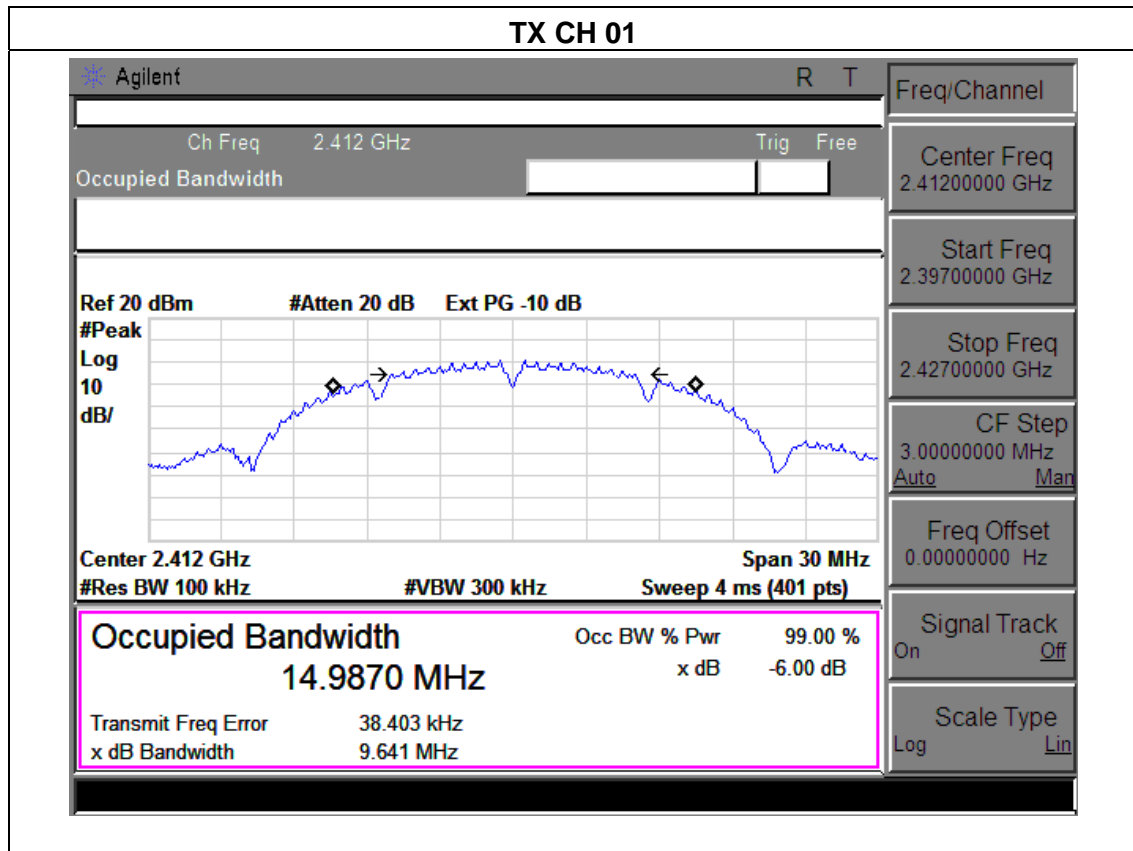 TX CH 01
Agilent R T
Freq/Channel
Ch Freq 2.412 GHz Trig Free
Occupied Bandwidth
Center Freq
2.41200000 GHz
Start Freq
2.39700000 GHz
Stop Freq
2.42700000 GHz
CF Step
3.00000000 MHz
Auto Man
Freq Offset
0.00000000 Hz
Signal Track
On Off
Scale Type
Log Lin
Ref 20 dBm #Atten 20 dB Ext PG -10 dB
#Peak
Log
10
dB/
Center 2.412 GHz Span 30 MHz
#Res BW 100 kHz #VBW 300 kHz Sweep 4 ms (401 pts)
Occupied Bandwidth Occ BW % Pwr 99.00 %
14.9870 MHz x dB -6.00 dB
Transmit Freq Error 38.403 kHz
x dB Bandwidth 9.641 MHz